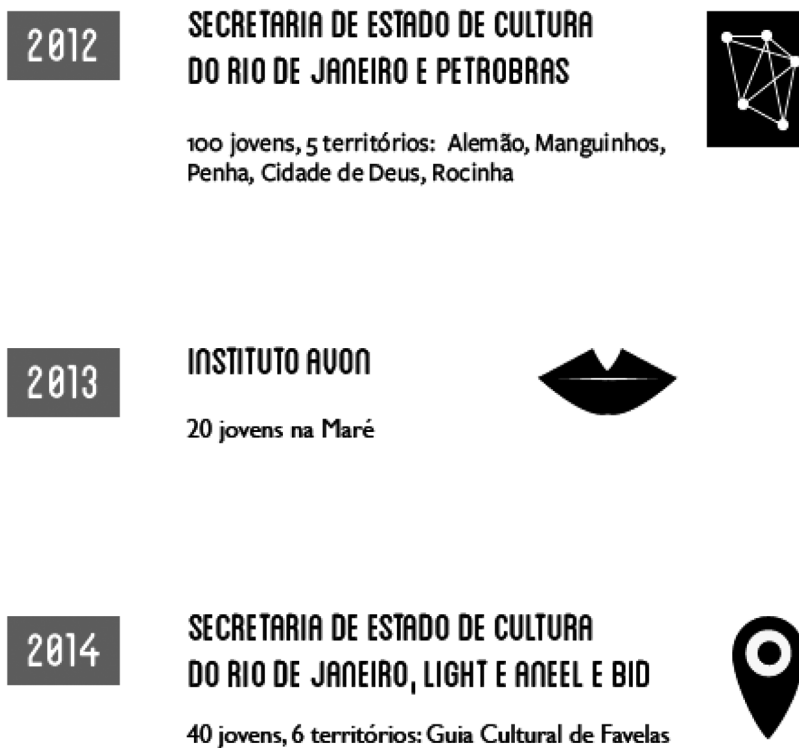 2012
SECRETARIA DE ESTADO DE CULTURA
DO RIO DE JANEIRO E PETROBRAS
100 jovens, 5 territórios: Alemão, Manguinhos,
Penha, Cidade de Deus, Rocinha
2013
INSTITUTO AVON
20 jovens na Maré
2014
SECRETARIA DE ESTADO DE CULTURA
DO RIO DE JANEIRO, LIGHT E ANEEL E BID
40 jovens, 6 territórios: Guia Cultural de Favelas